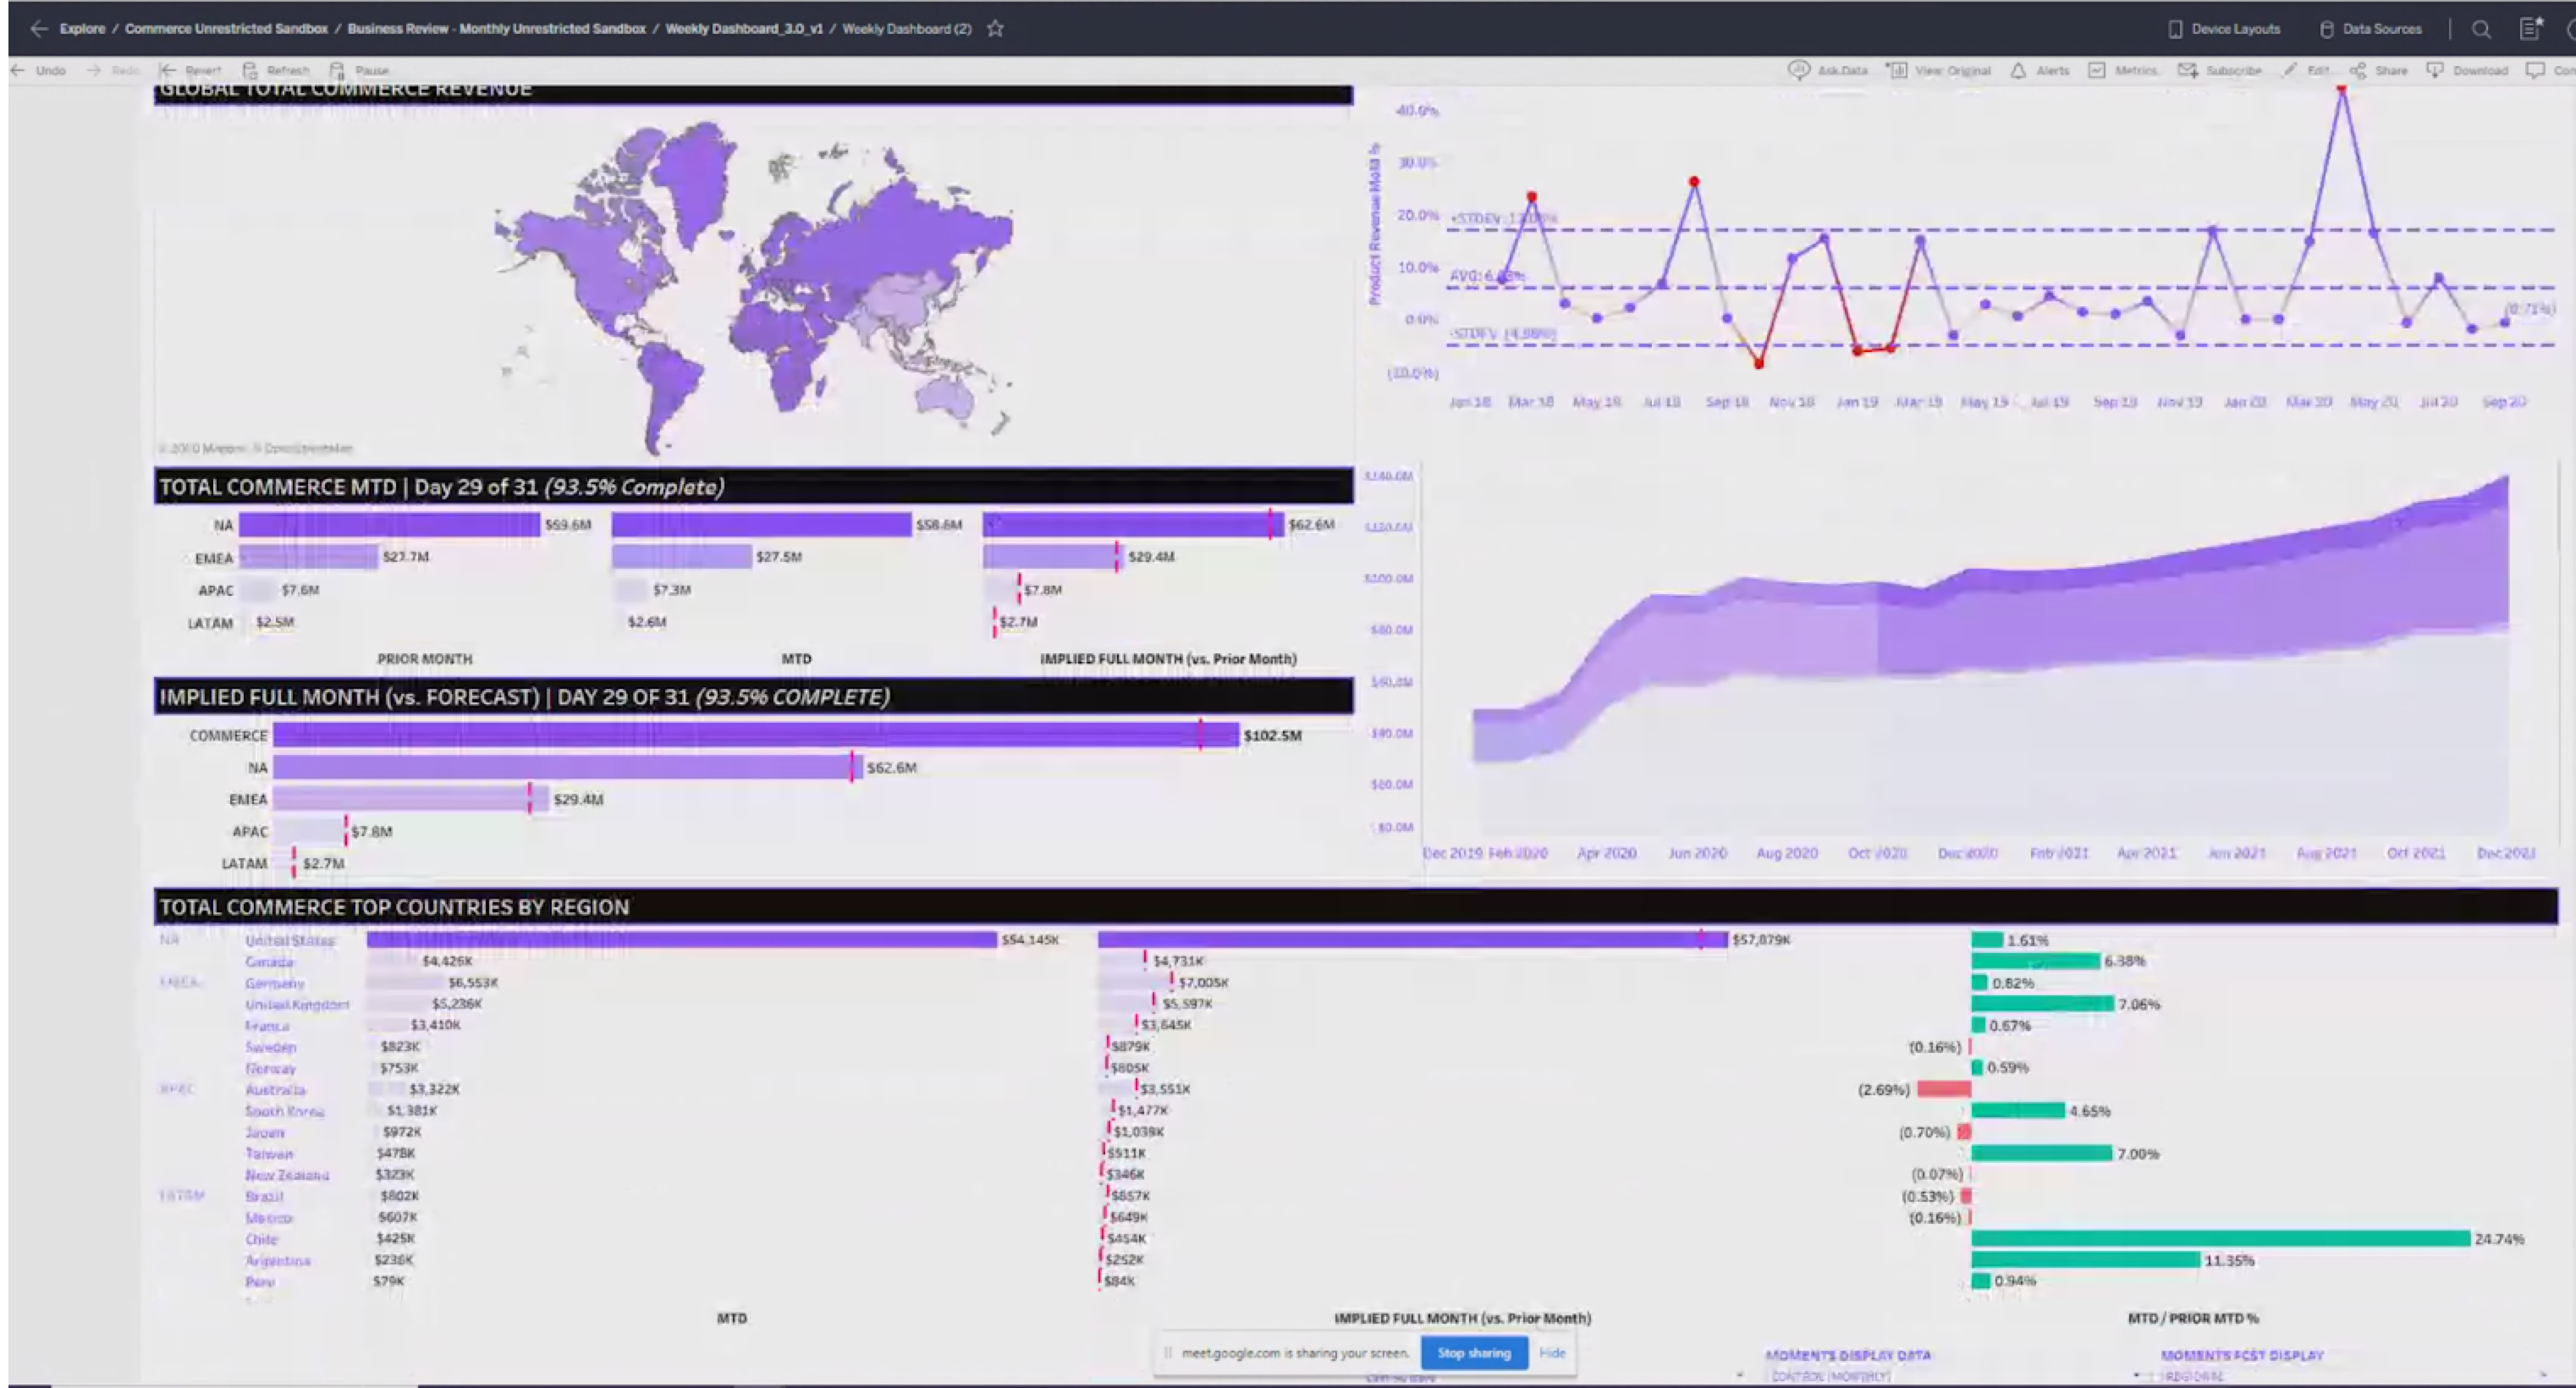 Explore / Commerce Unrestricted Sandbox / Business Review - Monthly Unrestricted Sandbox / Weekly Dashboard_3.0_v1 / Weekly Dashboard (2)
Device Layouts
Data Sources
Undo
Redo
Revert
Refresh
Pause
Ask Data
View: Original
Alerts
Metrics
Subscribe
Edit
Share
Download
GLOBAL TOTAL COMMERCE REVENUE
Product Revenue MoM %
40.0%
30.0%
20.0%
10.0%
0.0%
(10.0%)
(0.71%)
Jan 18 Mar 18 May 18 Jul 18 Sep 18 Nov 18 Jan 19 Mar 19 May 19 Jul 19 Sep 19 Nov 19 Jan 20 Mar 20 May 20 Jul 20 Sep 20
TOTAL COMMERCE MTD | Day 29 of 31 (93.5% Complete)
NA $59.6M $58.6M $62.6M
EMEA $27.7M $27.5M $29.4M
APAC $7.6M $7.3M $7.8M
LATAM $2.5M $2.6M $2.7M
PRIOR MONTH MTD IMPLIED FULL MONTH (vs. Prior Month)
IMPLIED FULL MONTH (vs. FORECAST) | DAY 29 OF 31 (93.5% COMPLETE)
COMMERCE $102.5M
NA $62.6M
EMEA $29.4M
APAC $7.8M
LATAM $2.7M
$140.0M
$120.0M
$100.0M
$80.0M
$60.0M
$40.0M
$0.0M
Dec 2019 Feb 2020 Apr 2020 Jun 2020 Aug 2020 Oct 2020 Dec 2020 Feb 2021 Apr 2021 Jun 2021 Aug 2021 Oct 2021 Dec 2021
TOTAL COMMERCE TOP COUNTRIES BY REGION
NA United States $54,145K $57,879K 1.61%
Canada $4,426K $4,731K 6.38%
EMEA Germany $6,553K $7,005K 0.82%
United Kingdom $5,236K $5,597K 7.06%
France $3,410K $3,645K 0.67%
Sweden $823K $879K (0.16%)
Norway $753K $805K 0.59%
APAC Australia $3,322K $3,551K (2.69%)
South Korea $1,381K $1,477K 4.65%
Japan $972K $1,039K (0.70%)
Taiwan $478K $511K 7.00%
New Zealand $323K $346K (0.07%)
LATAM Brazil $802K $857K (0.53%)
Mexico $607K $649K (0.16%)
Chile $425K $454K 24.74%
Argentina $236K $252K 11.35%
Peru $79K $84K 0.94%
MTD IMPLIED FULL MONTH (vs. Prior Month) MTD / PRIOR MTD %
meet.google.com is sharing your screen. Stop sharing Hide
MOMENTS DISPLAY DATA
MOMENTS FCST DISPLAY
CONTROL (MONTHLY)
REGIONAL